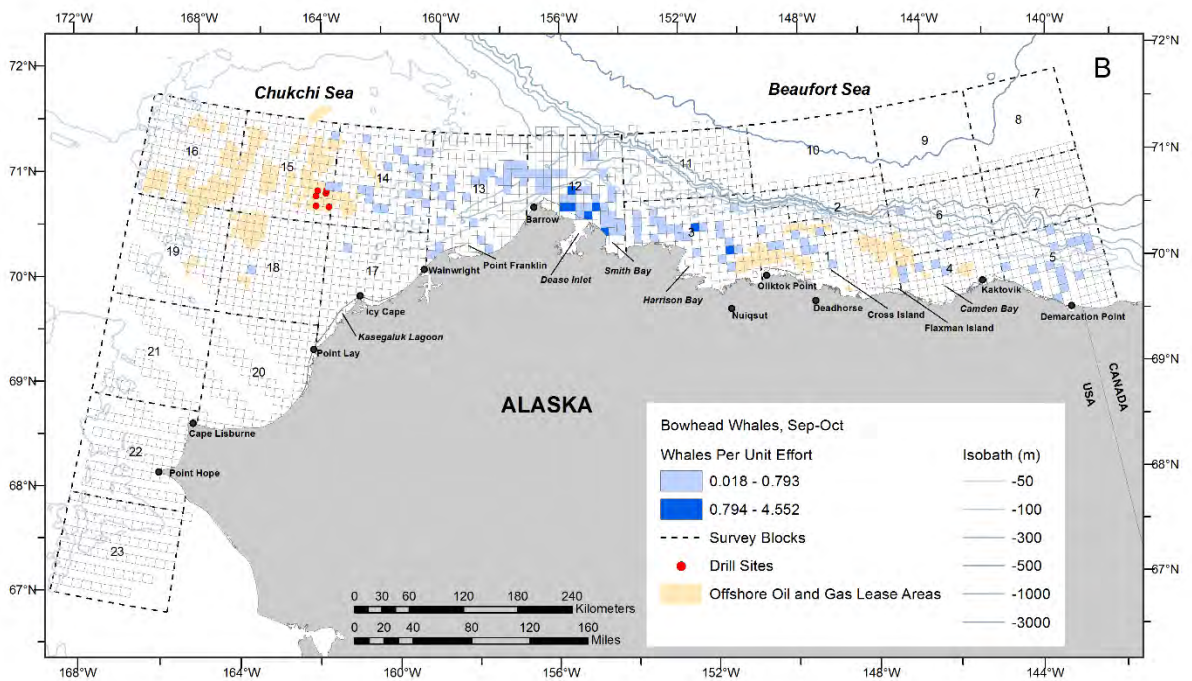 172°W 168°W 164°W 160°W 156°W 152°W 148°W 144°W 140°W
72°N 72°N
B
Chukchi Sea
Beaufort Sea
8
9
10
71°N 71°N
16
15
14
11
13
12
7
2
6
Barrow
3
19
18
4
5
70°N 70°N
17
Wainwright
Point Franklin
Dease Inlet
Smith Bay
Harrison Bay
Oliktok Point
Kaktovik
Icy Cape
Nuiqsut
Deadhorse
Cross Island
Camden Bay
Flaxman Island
Demarcation Point
Kasegaluk Lagoon
21
20
Point Lay
69°N 69°N
CANADA
USA
ALASKA
Cape Lisburne
22
Point Hope
68°N 68°N
23
67°N 67°N
Bowhead Whales, Sep-Oct
Whales Per Unit Effort
0.018 - 0.793
0.794 - 4.552
Survey Blocks
Drill Sites
Offshore Oil and Gas Lease Areas
Isobath (m)
-50
-100
-300
-500
-1000
-3000
0 30 60 120 180 240
Kilometers
0 20 40 80 120 160
Miles
168°W 164°W 160°W 156°W 152°W 148°W 144°W